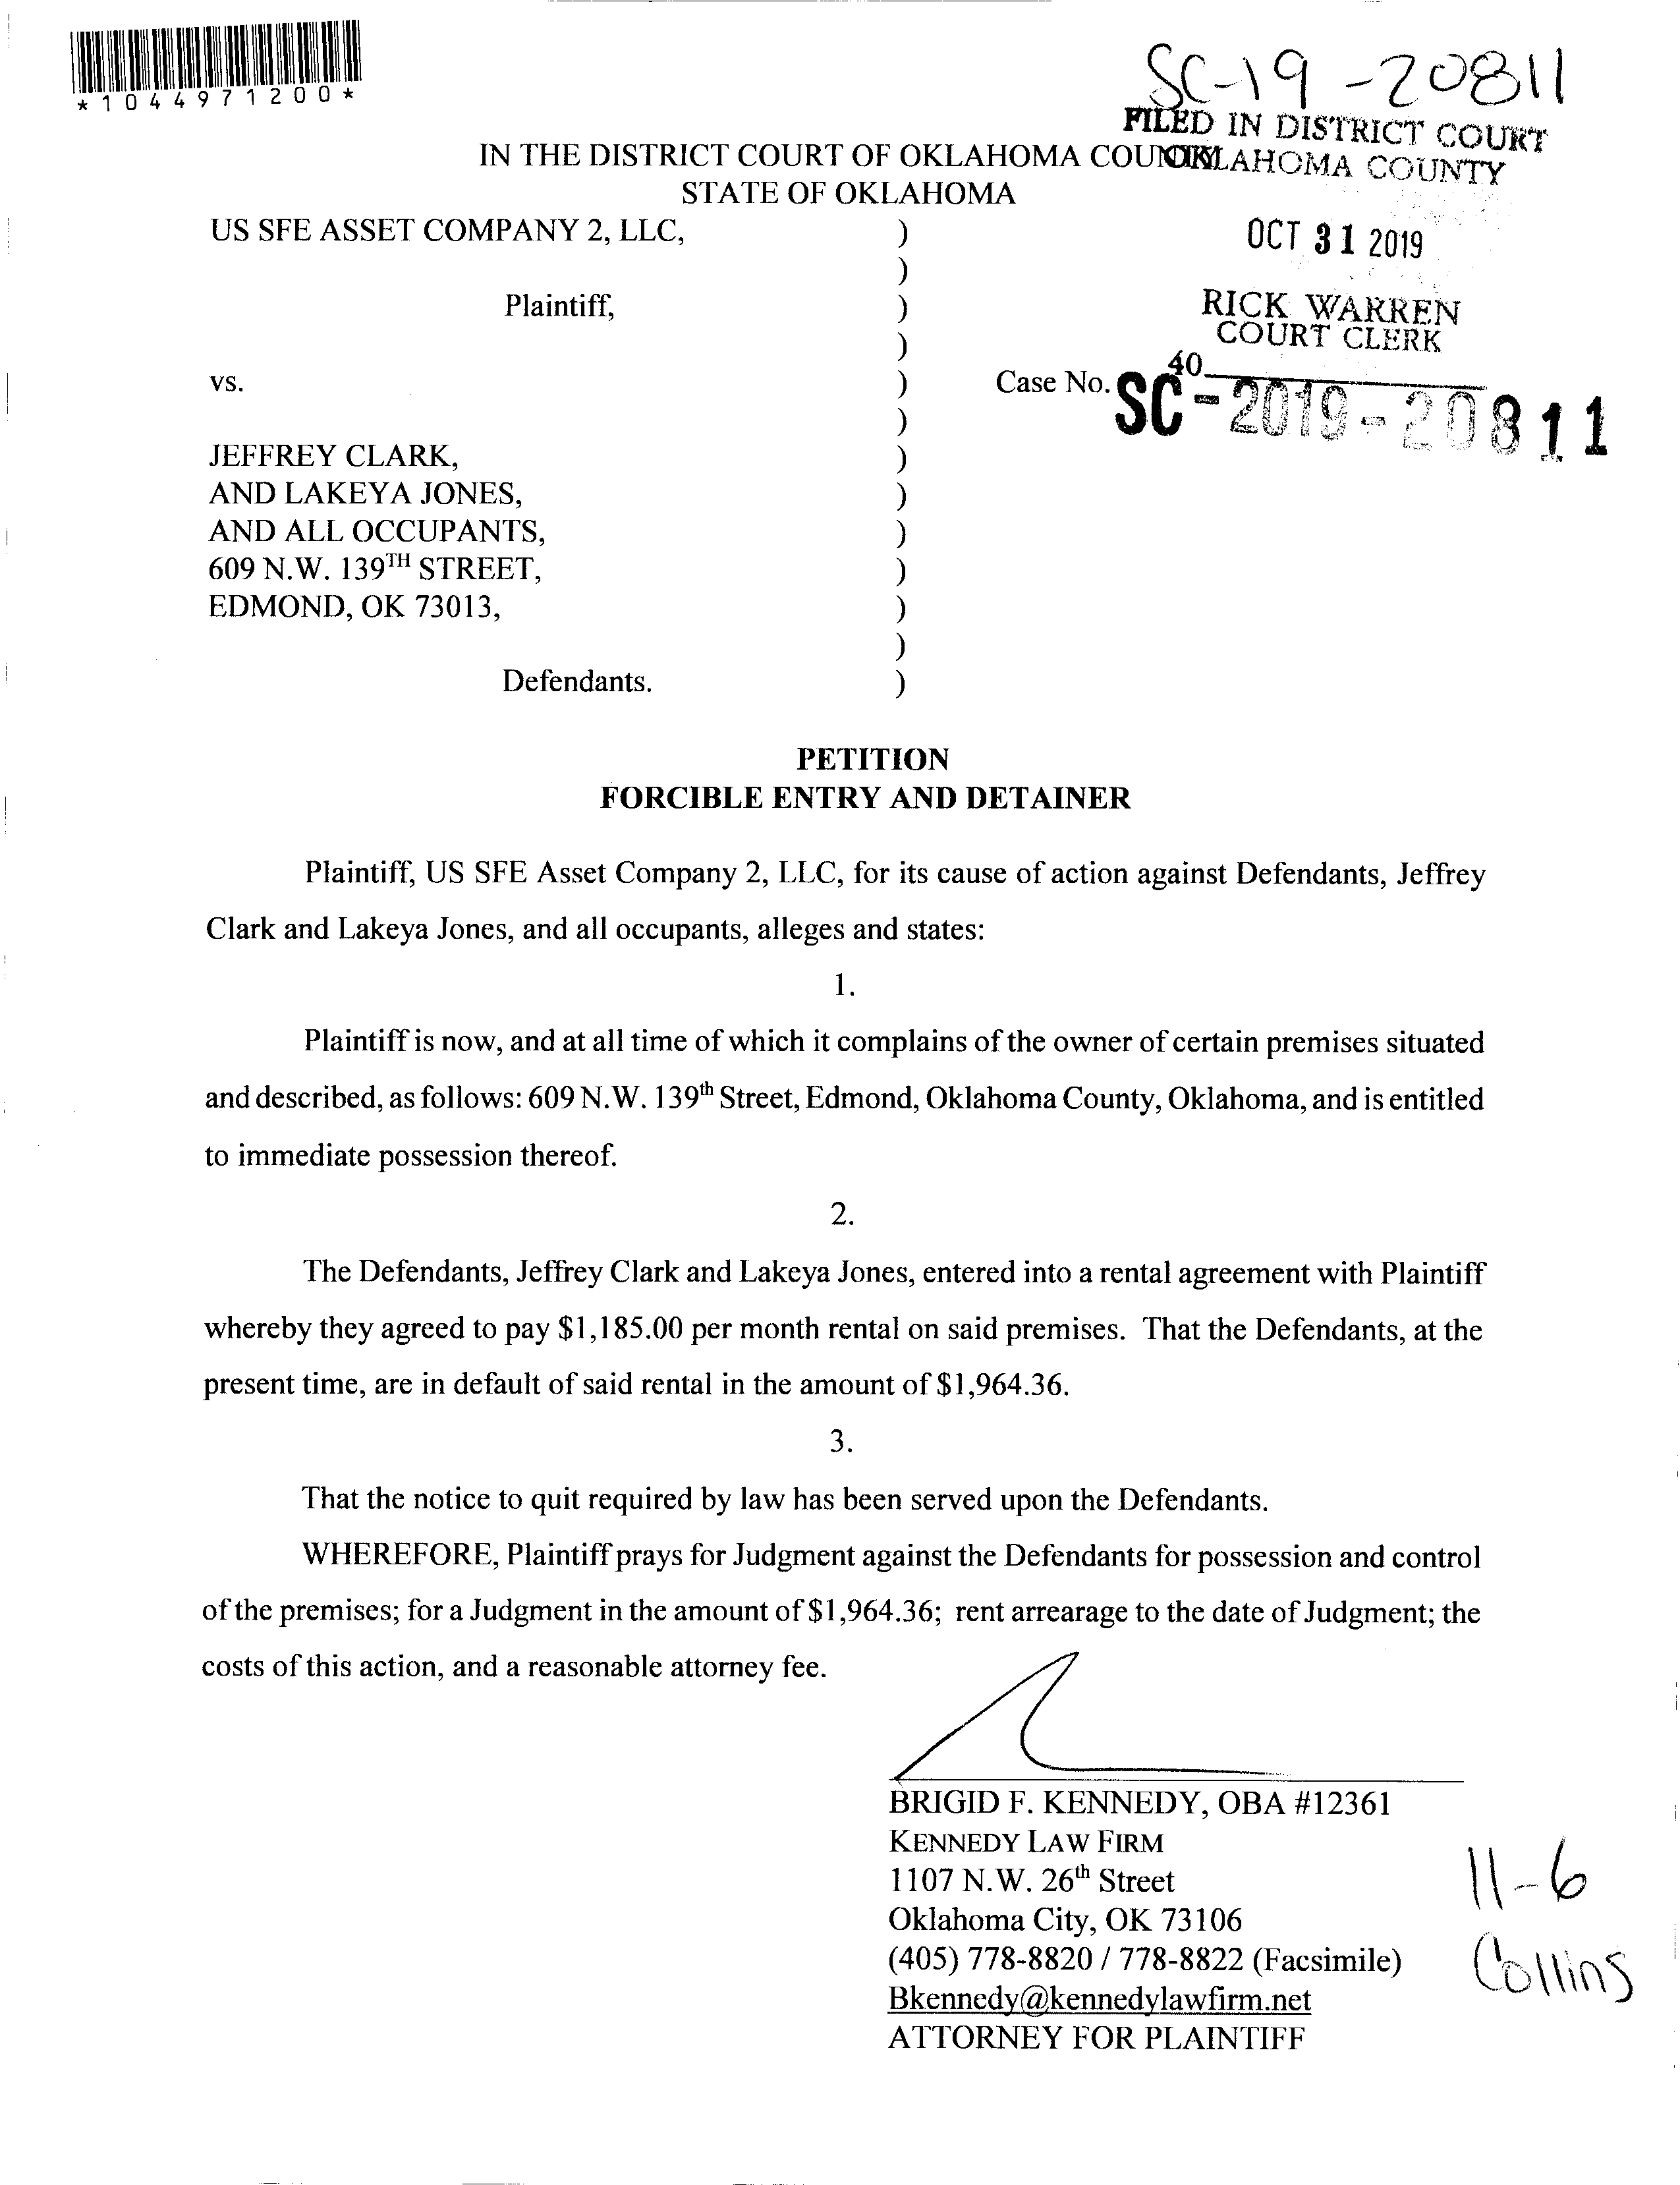 *1044971200*
SC-19-20811
FILED IN DISTRICT COURT
OKLAHOMA COUNTY
IN THE DISTRICT COURT OF OKLAHOMA COUNTY
STATE OF OKLAHOMA
OCT 31 2019
RICK WARREN
COURT CLERK
40
US SFE ASSET COMPANY 2, LLC, )
)
Plaintiff, )
)
vs. ) Case No. SC-2019-20811
)
JEFFREY CLARK, )
AND LAKEYA JONES, )
AND ALL OCCUPANTS, )
609 N.W. 139TH STREET, )
EDMOND, OK 73013, )
)
Defendants. )
PETITION
FORCIBLE ENTRY AND DETAINER
Plaintiff, US SFE Asset Company 2, LLC, for its cause of action against Defendants, Jeffrey
Clark and Lakeya Jones, and all occupants, alleges and states:
1.
Plaintiff is now, and at all time of which it complains of the owner of certain premises situated
and described, as follows: 609 N.W. 139th Street, Edmond, Oklahoma County, Oklahoma, and is entitled
to immediate possession thereof.
2.
The Defendants, Jeffrey Clark and Lakeya Jones, entered into a rental agreement with Plaintiff
whereby they agreed to pay $1,185.00 per month rental on said premises. That the Defendants, at the
present time, are in default of said rental in the amount of $1,964.36.
3.
That the notice to quit required by law has been served upon the Defendants.
WHEREFORE, Plaintiff prays for Judgment against the Defendants for possession and control
of the premises; for a Judgment in the amount of $1,964.36; rent arrearage to the date of Judgment; the
costs of this action, and a reasonable attorney fee.
BRIGID F. KENNEDY, OBA #12361
KENNEDY LAW FIRM
1107 N.W. 26th Street
Oklahoma City, OK 73106
(405) 778-8820 / 778-8822 (Facsimile)
Bkennedy@kennedylawfirm.net
ATTORNEY FOR PLAINTIFF
11-6
Collins